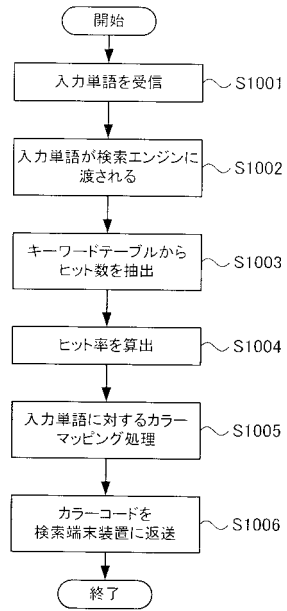 開始
入力単語を受信
S1001
入力単語が検索エンジンに
渡される
S1002
キーワードテーブルから
ヒット数を抽出
S1003
ヒット率を算出
S1004
入力単語に対するカラー
マッピング処理
S1005
カラーコードを
検索端末装置に返送
S1006
終了